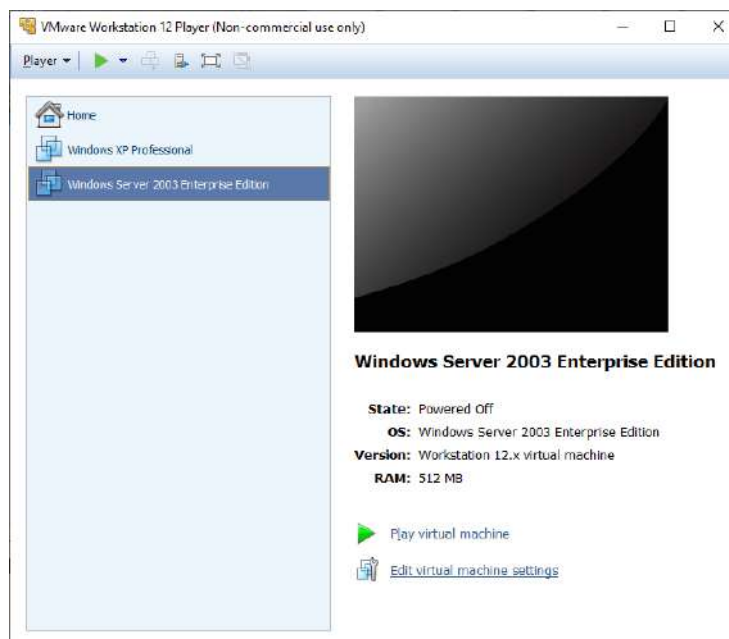 VMware Workstation 12 Player (Non-commercial use only)
Player
Home
Windows XP Professional
Windows Server 2003 Enterprise Edition
Windows Server 2003 Enterprise Edition
State: Powered Off
OS: Windows Server 2003 Enterprise Edition
Version: Workstation 12.x virtual machine
RAM: 512 MB
Play virtual machine
Edit virtual machine settings